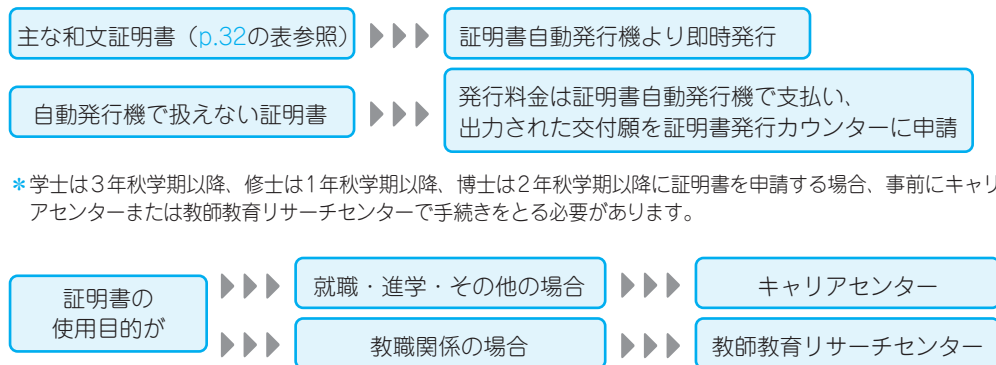 主な和文証明書（p.32の表参照）
証明書自動発行機より即時発行
自動発行機で扱えない証明書
発行料金は証明書自動発行機で支払い、
出力された交付願を証明書発行カウンターに申請
＊学士は３年秋学期以降、修士は1年秋学期以降、博士は２年秋学期以降に証明書を申請する場合、事前にキャリ
アセンターまたは教師教育リサーチセンターで手続きをとる必要があります。
証明書の
使用目的が
就職・進学・その他の場合
キャリアセンター
教職関係の場合
教師教育リサーチセンター